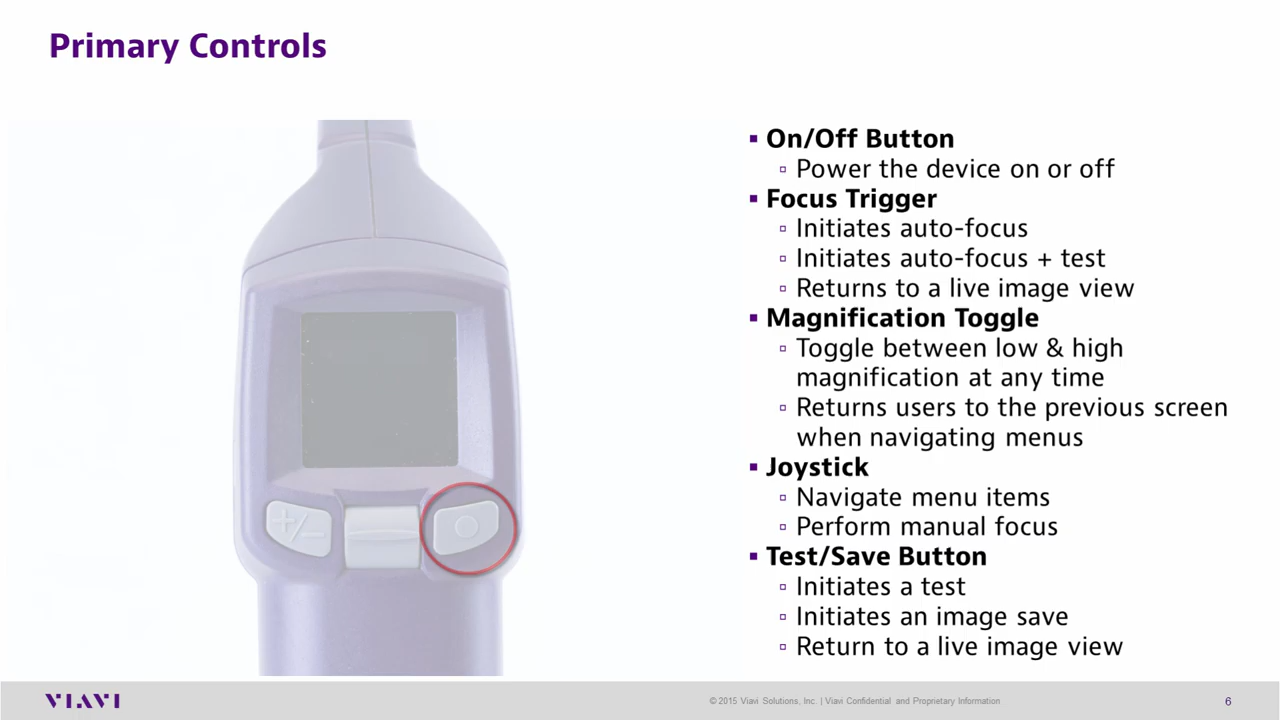 Primary Controls
▪ On/Off Button
▫ Power the device on or off
▪ Focus Trigger
▫ Initiates auto-focus
▫ Initiates auto-focus + test
▫ Returns to a live image view
▪ Magnification Toggle
▫ Toggle between low & high
magnification at any time
▫ Returns users to the previous screen
when navigating menus
▪ Joystick
▫ Navigate menu items
▫ Perform manual focus
▪ Test/Save Button
▫ Initiates a test
▫ Initiates an image save
▫ Return to a live image view
+/−
VIAVI
© 2015 Viavi Solutions, Inc. | Viavi Confidential and Proprietary Information
6